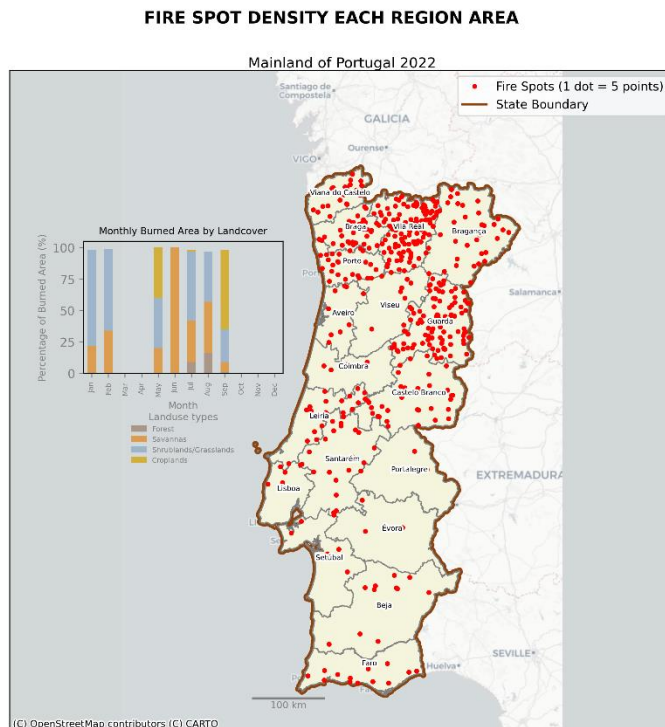 FIRE SPOT DENSITY EACH REGION AREA
Mainland of Portugal 2022
Fire Spots (1 dot = 5 points)
State Boundary
Santiago de
Compostela
GALICIA
Ourense
VIGO
Viana do Castelo
Braga
Vila Real
Bragança
Porto
Salamanca
Aveiro
Viseu
Guarda
Coimbra
Castelo Branco
Leiria
Santarém
Portalegre
EXTREMADURA
Lisboa
Évora
Setubal
Beja
Faro
Huelva
SEVILLE
100 km
Monthly Burned Area by Landcover
Percentage of Burned Area (%)
100
75
50
25
0
Jan
Feb
Mar
Apr
May
Jun
Jul
Aug
Sep
Oct
Nov
Dec
Month
Landuse types
Forest
Savannas
Shrublands/Grasslands
Croplands
(C) OpenStreetMap contributors (C) CARTO